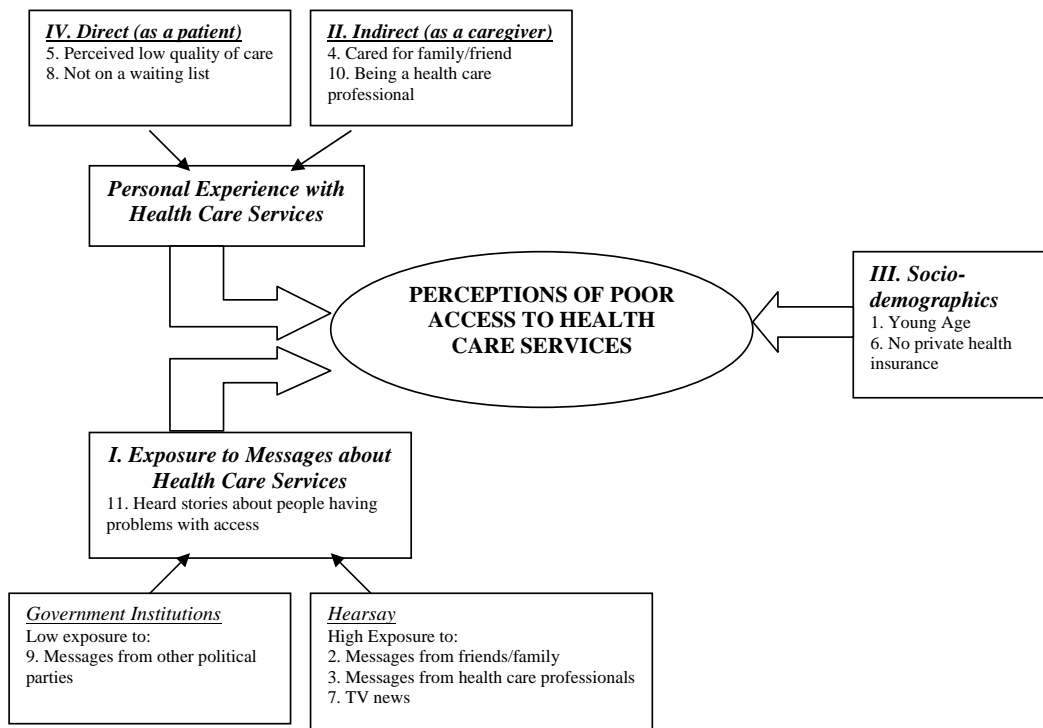 IV. Direct (as a patient)
5. Perceived low quality of care
8. Not on a waiting list
II. Indirect (as a caregiver)
4. Cared for family/friend
10. Being a health care
professional
Personal Experience with
Health Care Services
PERCEPTIONS OF POOR
ACCESS TO HEALTH
CARE SERVICES
III. Socio-
demographics
1. Young Age
6. No private health
insurance
I. Exposure to Messages about
Health Care Services
11. Heard stories about people having
problems with access
Government Institutions
Low exposure to:
9. Messages from other political
parties
Hearsay
High Exposure to:
2. Messages from friends/family
3. Messages from health care professionals
7. TV news